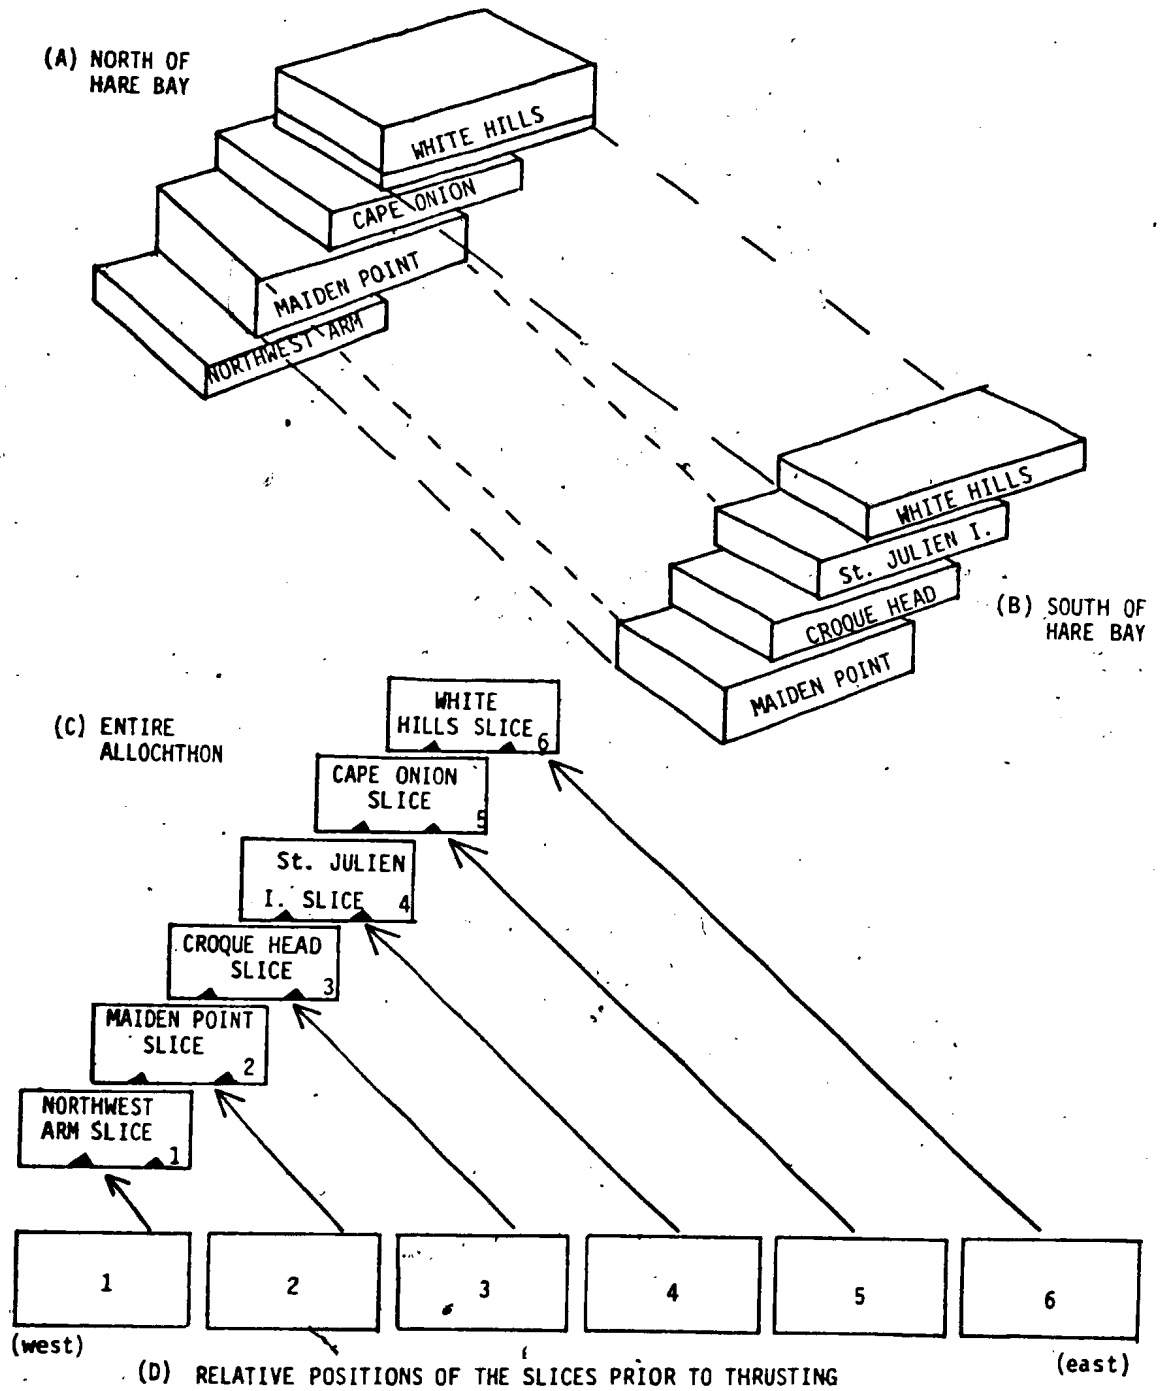 (A) NORTH OF
HARE BAY
WHITE HILLS
CAPE ONION
MAIDEN POINT
NORTHWEST ARM
WHITE HILLS
St. JULIEN I.
CROQUE HEAD
MAIDEN POINT
(B) SOUTH OF
HARE BAY
(C) ENTIRE
ALLOCHTHON
WHITE
HILLS SLICE 6
CAPE ONION
SLICE
5
St. JULIEN
I. SLICE 4
CROQUE HEAD
SLICE
3
MAIDEN POINT
SLICE
2
NORTHWEST
ARM SLICE
1
1 2 3 4 5 6
(west)
(east)
(D) RELATIVE POSITIONS OF THE SLICES PRIOR TO THRUSTING